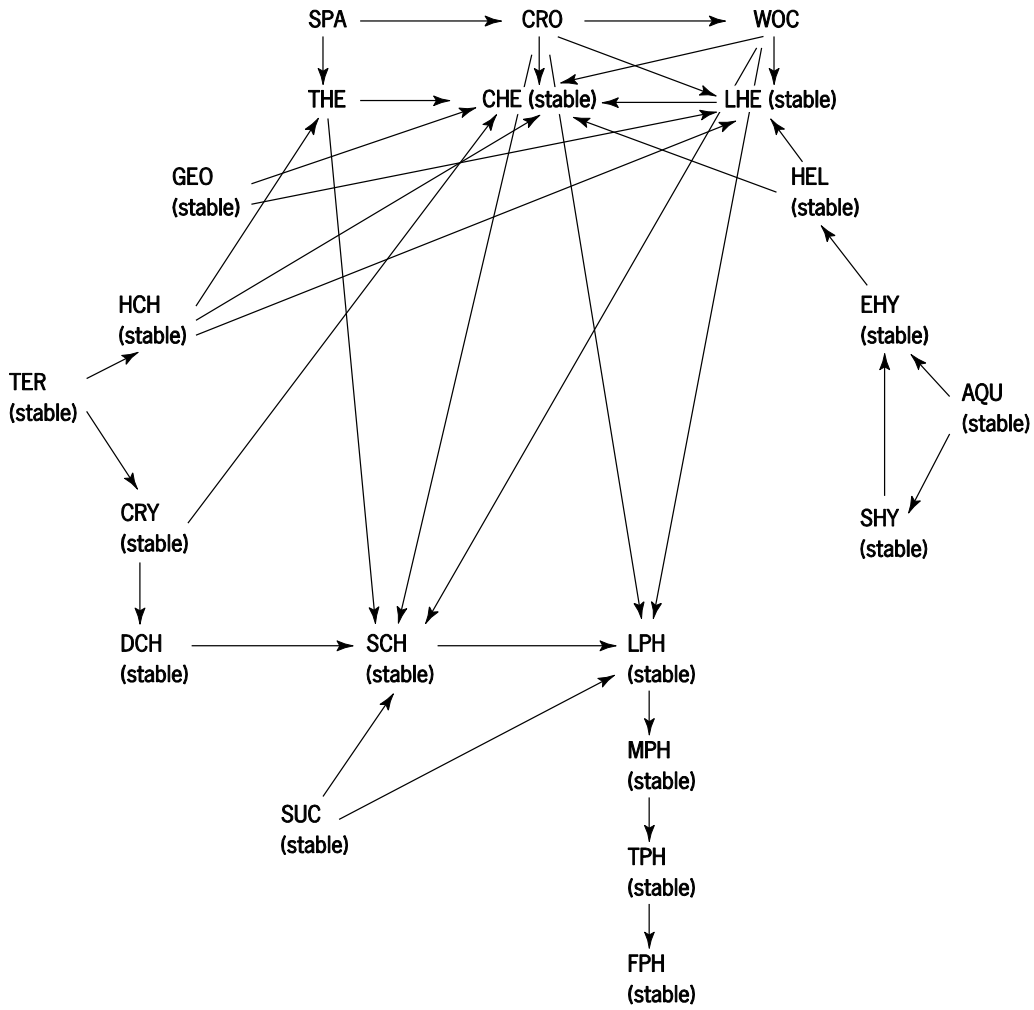 SPA
CRO
WOC
THE
CHE (stable)
LHE (stable)
GEO
(stable)
HEL
(stable)
HCH
(stable)
EHY
(stable)
TER
(stable)
AQU
(stable)
CRY
(stable)
SHY
(stable)
DCH
(stable)
SCH
(stable)
LPH
(stable)
MPH
(stable)
SUC
(stable)
TPH
(stable)
FPH
(stable)